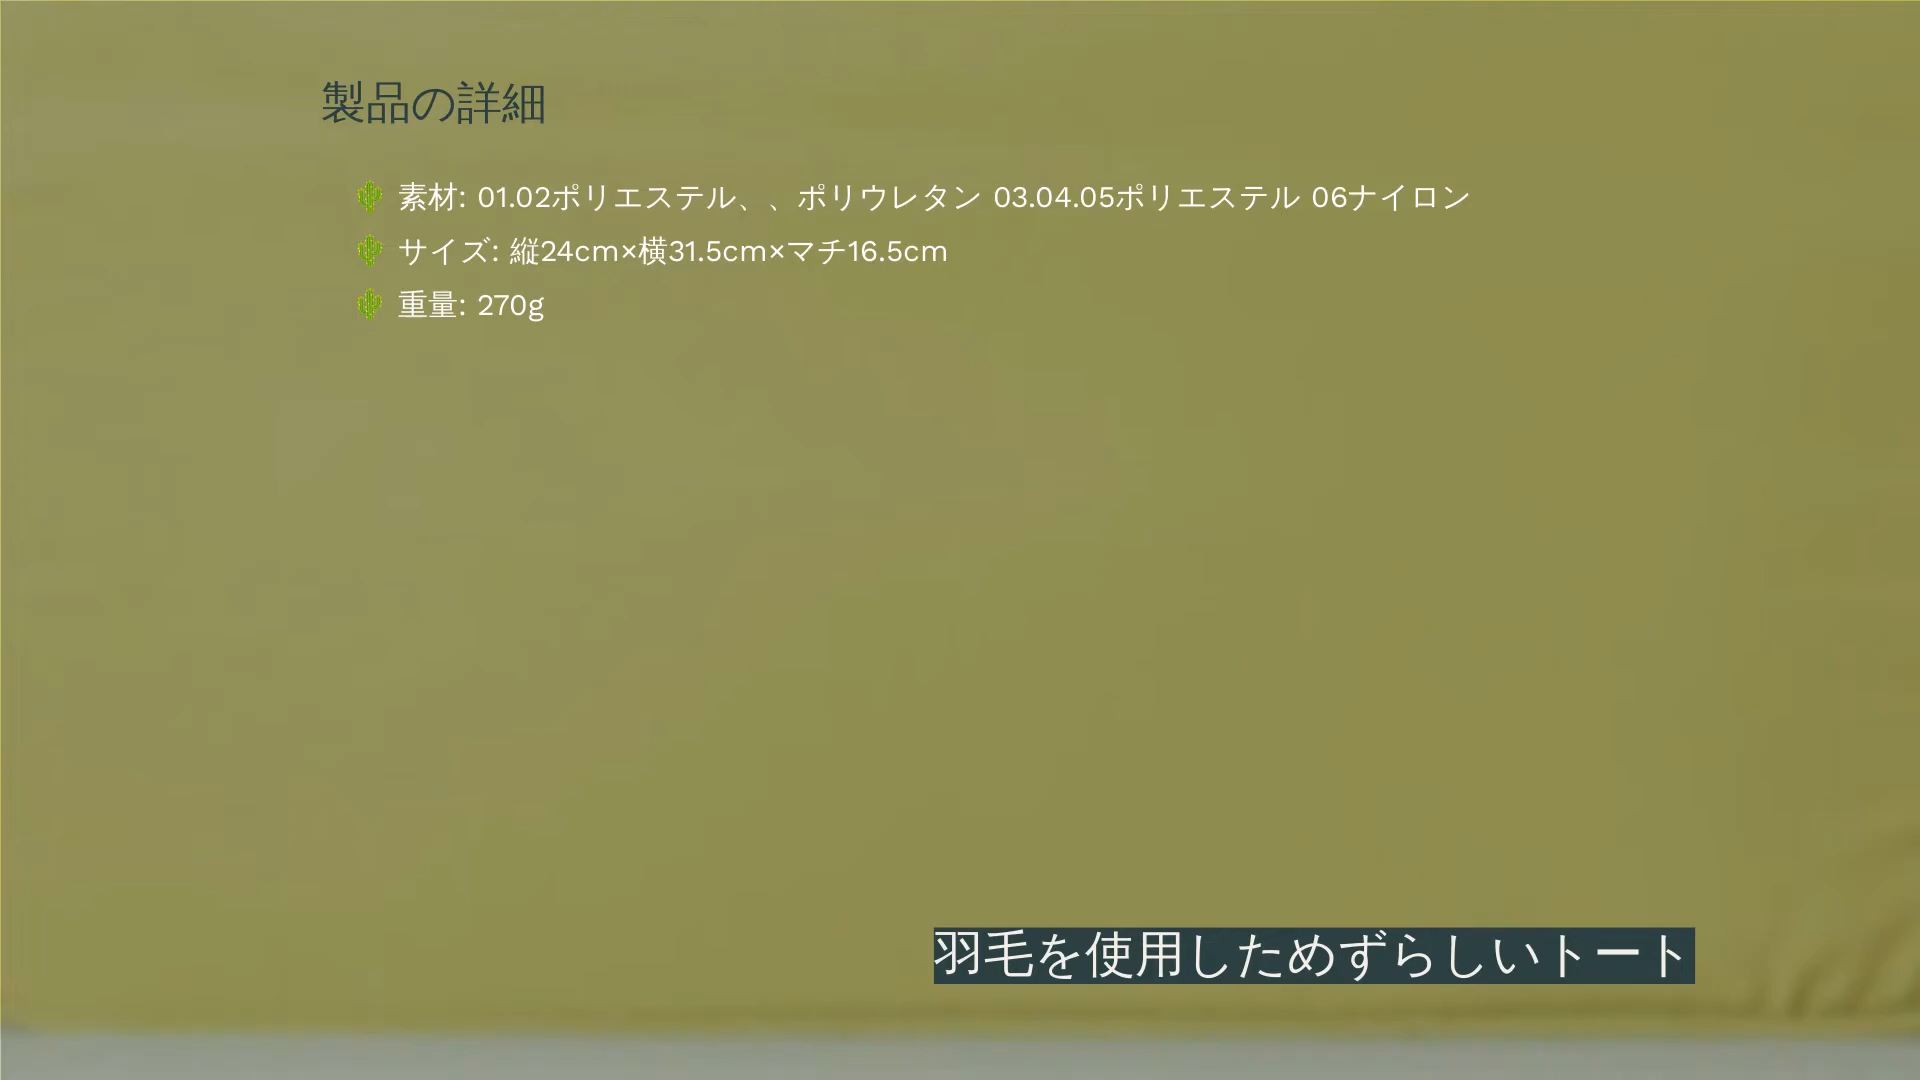 製品の詳細
素材: 01.02ポリエステル、、ポリウレタン 03.04.05ポリエステル 06ナイロン
サイズ: 縦24cm×横31.5cm×マチ16.5cm
重量: 270g
羽毛を使用しためずらしいトート